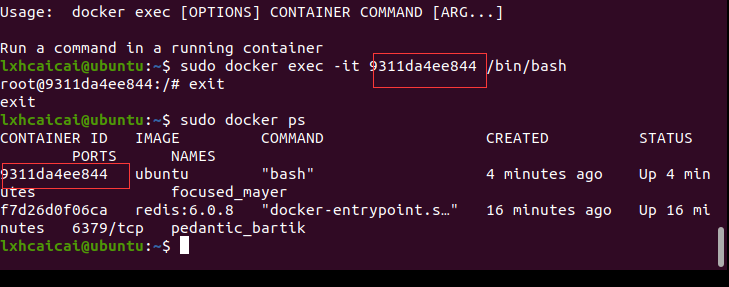 Usage:  docker exec [OPTIONS] CONTAINER COMMAND [ARG...]
Run a command in a running container
lxhcaicai@ubuntu:~$ sudo docker exec -it 9311da4ee844 /bin/bash
root@9311da4ee844:/# exit
exit
lxhcaicai@ubuntu:~$ sudo docker ps
CONTAINER ID   IMAGE          COMMAND                  CREATED          STATUS
        PORTS      NAMES
9311da4ee844   ubuntu         "bash"                   4 minutes ago    Up 4 min
utes               focused_mayer
f7d26d0f06ca   redis:6.0.8    "docker-entrypoint.s…"   16 minutes ago   Up 16 mi
nutes   6379/tcp   pedantic_bartik
lxhcaicai@ubuntu:~$